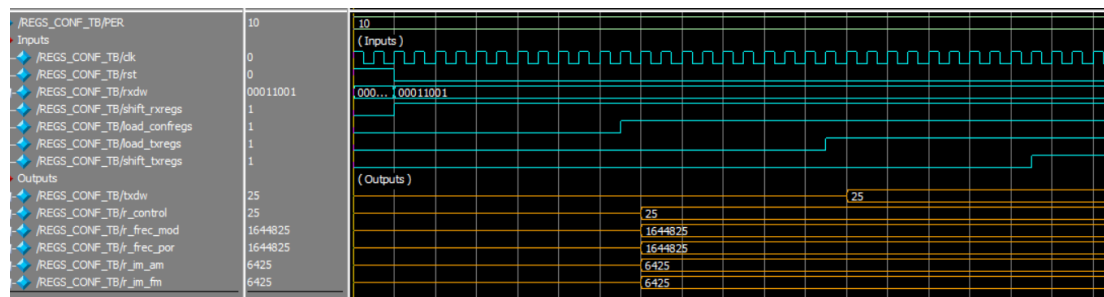 /REGS_CONF_TB/PER 10 10
Inputs (Inputs)
/REGS_CONF_TB/clk 0
/REGS_CONF_TB/rst 0
/REGS_CONF_TB/rxdw 00011001 000... 00011001
/REGS_CONF_TB/shift_rxregs 1
/REGS_CONF_TB/load_confregs 1
/REGS_CONF_TB/load_txregs 1
/REGS_CONF_TB/shift_txregs 1
Outputs (Outputs)
/REGS_CONF_TB/txdw 25 25
/REGS_CONF_TB/r_control 25 25
/REGS_CONF_TB/r_frec_mod 1644825 1644825
/REGS_CONF_TB/r_frec_por 1644825 1644825
/REGS_CONF_TB/r_im_am 6425 6425
/REGS_CONF_TB/r_im_fm 6425 6425